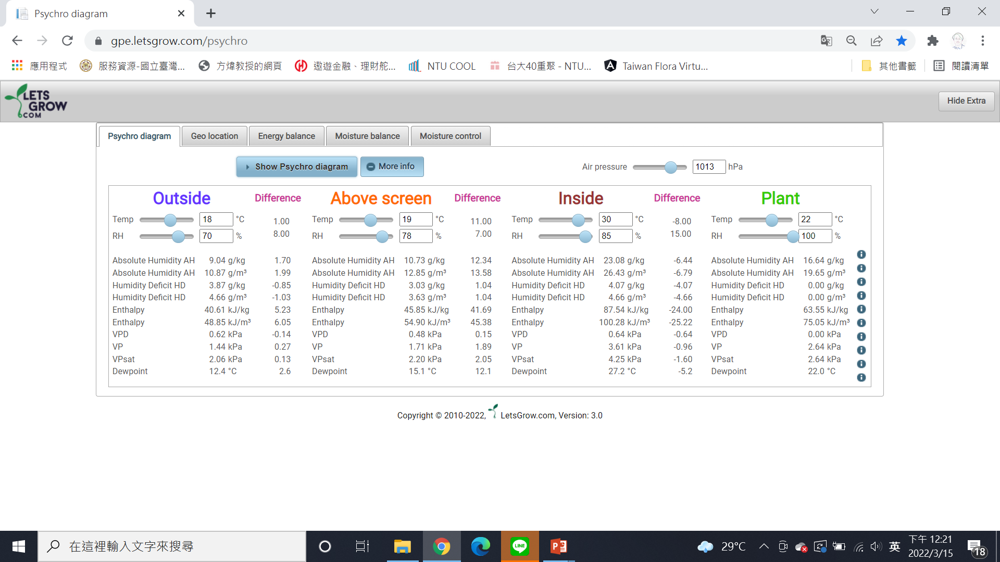 Psychro diagram
gpe.letsgrow.com/psychro
應用程式 服務資源-國立臺灣... 方煒教授的網頁 遨遊金融、理財舵... NTU COOL 台大40重聚 - NTU... Taiwan Flora Virtu... 其他書籤 閱讀清單
LETS
GROW
COM
Hide Extra
Psychro diagram Geo location Energy balance Moisture balance Moisture control
Show Psychro diagram More info Air pressure 1013 hPa
Outside Difference Above screen Difference Inside Difference Plant
Temp 18 °C 1.00 Temp 19 °C 11.00 Temp 30 °C -8.00 Temp 22 °C
RH 70 % 8.00 RH 78 % 7.00 RH 85 % 15.00 RH 100 %
Absolute Humidity AH 9.04 g/kg 1.70 Absolute Humidity AH 10.73 g/kg 12.34 Absolute Humidity AH 23.08 g/kg -6.44 Absolute Humidity AH 16.64 g/kg
Absolute Humidity AH 10.87 g/m³ 1.99 Absolute Humidity AH 12.85 g/m³ 13.58 Absolute Humidity AH 26.43 g/m³ -6.79 Absolute Humidity AH 19.65 g/m³
Humidity Deficit HD 3.87 g/kg -0.85 Humidity Deficit HD 3.03 g/kg 1.04 Humidity Deficit HD 4.07 g/kg -4.07 Humidity Deficit HD 0.00 g/kg
Humidity Deficit HD 4.66 g/m³ -1.03 Humidity Deficit HD 3.63 g/m³ 1.04 Humidity Deficit HD 4.66 g/m³ -4.66 Humidity Deficit HD 0.00 g/m³
Enthalpy 40.61 kJ/kg 5.23 Enthalpy 45.85 kJ/kg 41.69 Enthalpy 87.54 kJ/kg -24.00 Enthalpy 63.55 kJ/kg
Enthalpy 48.85 kJ/m³ 6.05 Enthalpy 54.90 kJ/m³ 45.38 Enthalpy 100.28 kJ/m³ -25.22 Enthalpy 75.05 kJ/m³
VPD 0.62 kPa -0.14 VPD 0.48 kPa 0.15 VPD 0.64 kPa -0.64 VPD 0.00 kPa
VP 1.44 kPa 0.27 VP 1.71 kPa 1.89 VP 3.61 kPa -0.96 VP 2.64 kPa
VPsat 2.06 kPa 0.13 VPsat 2.20 kPa 2.05 VPsat 4.25 kPa -1.60 VPsat 2.64 kPa
Dewpoint 12.4 °C 2.6 Dewpoint 15.1 °C 12.1 Dewpoint 27.2 °C -5.2 Dewpoint 22.0 °C
Copyright © 2010-2022, LetsGrow.com, Version: 3.0
在這裡輸入文字來搜尋 LINE 29°C 英 下午 12:21
2022/3/15 18